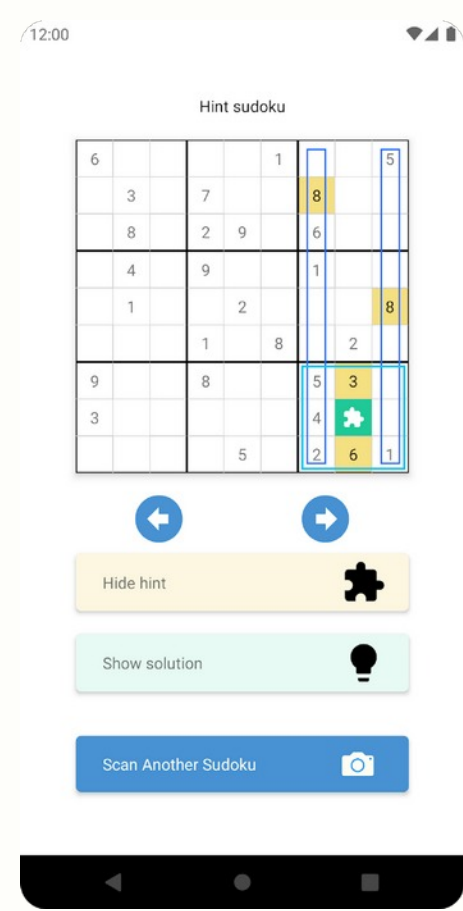 12:00
Hint sudoku
6 1 5
3 7 8
8 2 9 6
4 9 1
1 2 8
1 8 2
9 8 5 3
3 4
5 2 6 1
Hide hint
Show solution
Scan Another Sudoku